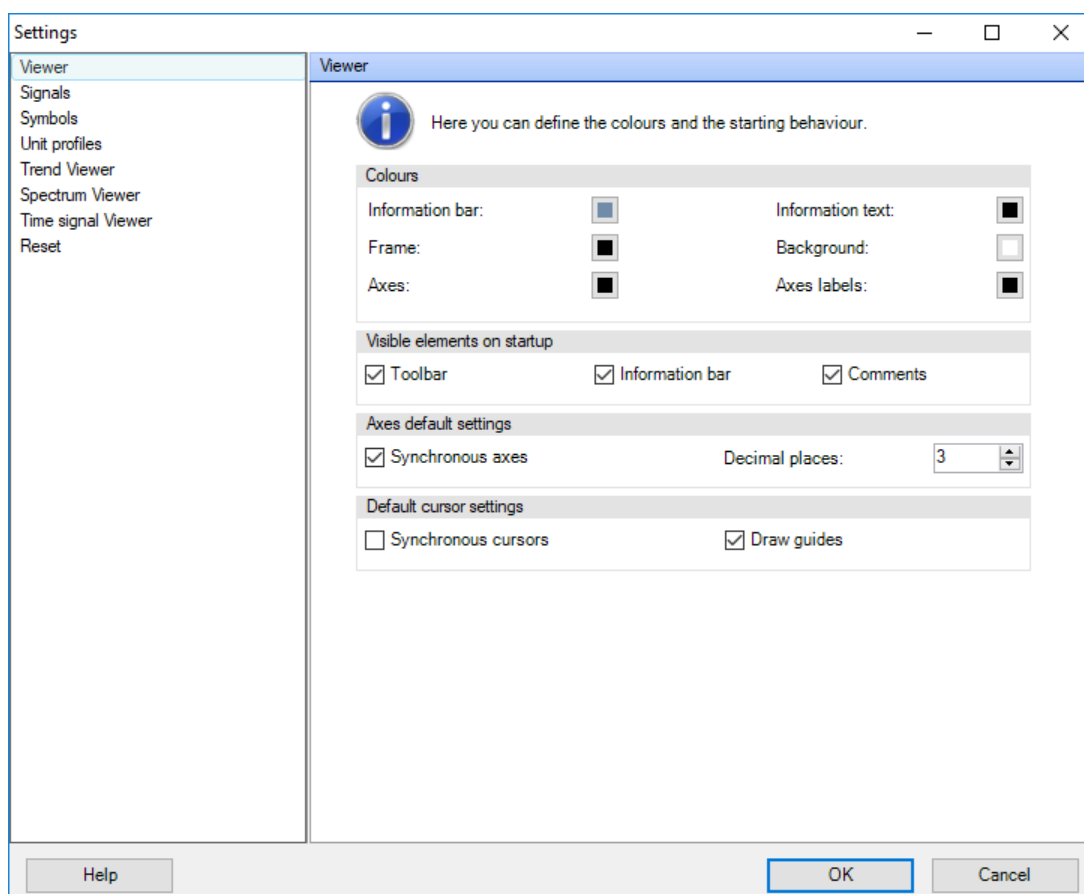 Settings
Viewer
Signals
Symbols
Unit profiles
Trend Viewer
Spectrum Viewer
Time signal Viewer
Reset
Viewer
Here you can define the colours and the starting behaviour.
Colours
Information bar:
Information text:
Frame:
Background:
Axes:
Axes labels:
Visible elements on startup
Toolbar
Information bar
Comments
Axes default settings
Synchronous axes
Decimal places:
3
Default cursor settings
Synchronous cursors
Draw guides
Help
OK
Cancel